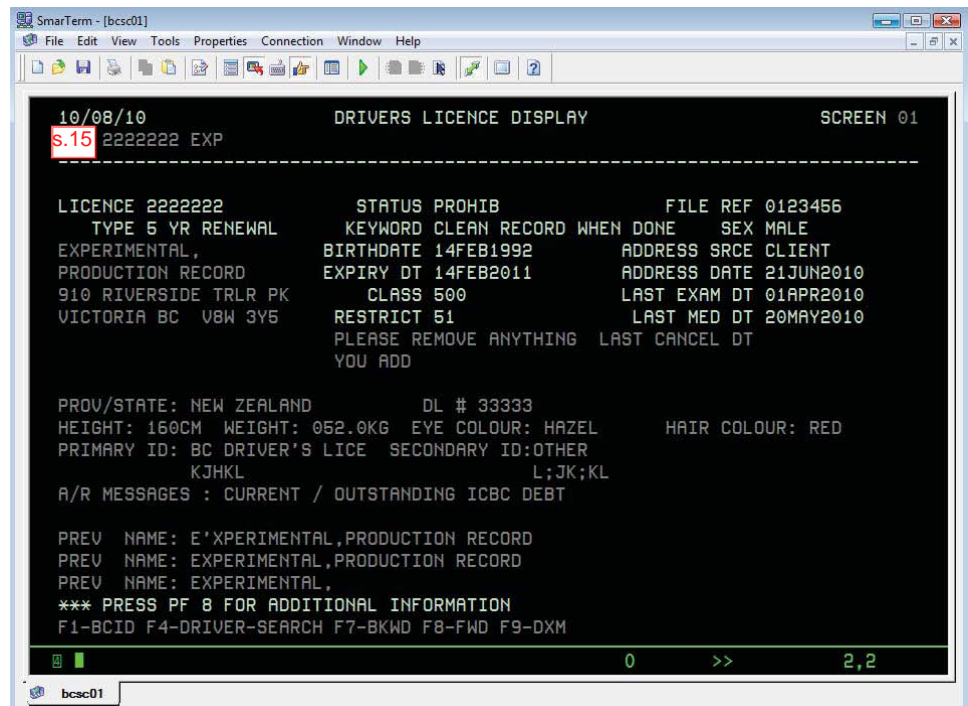 SmarTerm - [bcsc01]
File Edit View Tools Properties Connection Window Help
10/08/10 DRIVERS LICENCE DISPLAY SCREEN 01
s.15 2222222 EXP
--------------------------------------------------------------------------------
LICENCE 2222222 STATUS PROHIB FILE REF 0123456
TYPE 5 YR RENEWAL KEYWORD CLEAN RECORD WHEN DONE SEX MALE
EXPERIMENTAL, BIRTHDATE 14FEB1992 ADDRESS SRCE CLIENT
PRODUCTION RECORD EXPIRY DT 14FEB2011 ADDRESS DATE 21JUN2010
910 RIVERSIDE TRLR PK CLASS 500 LAST EXAM DT 01APR2010
VICTORIA BC V8W 3Y5 RESTRICT 51 LAST MED DT 20MAY2010
PLEASE REMOVE ANYTHING LAST CANCEL DT
YOU ADD
PROV/STATE: NEW ZEALAND DL # 33333
HEIGHT: 160CM WEIGHT: 052.0KG EYE COLOUR: HAZEL HAIR COLOUR: RED
PRIMARY ID: BC DRIVER'S LICE SECONDARY ID:OTHER
KJHKL L;JK;KL
A/R MESSAGES : CURRENT / OUTSTANDING ICBC DEBT
PREV NAME: E'XPERIMENTAL,PRODUCTION RECORD
PREV NAME: EXPERIMENTAL,PRODUCTION RECORD
PREV NAME: EXPERIMENTAL,
*** PRESS PF 8 FOR ADDITIONAL INFORMATION
F1-BCID F4-DRIVER-SEARCH F7-BKWD F8-FWD F9-DXM
4 0 >> 2,2
bcsc01